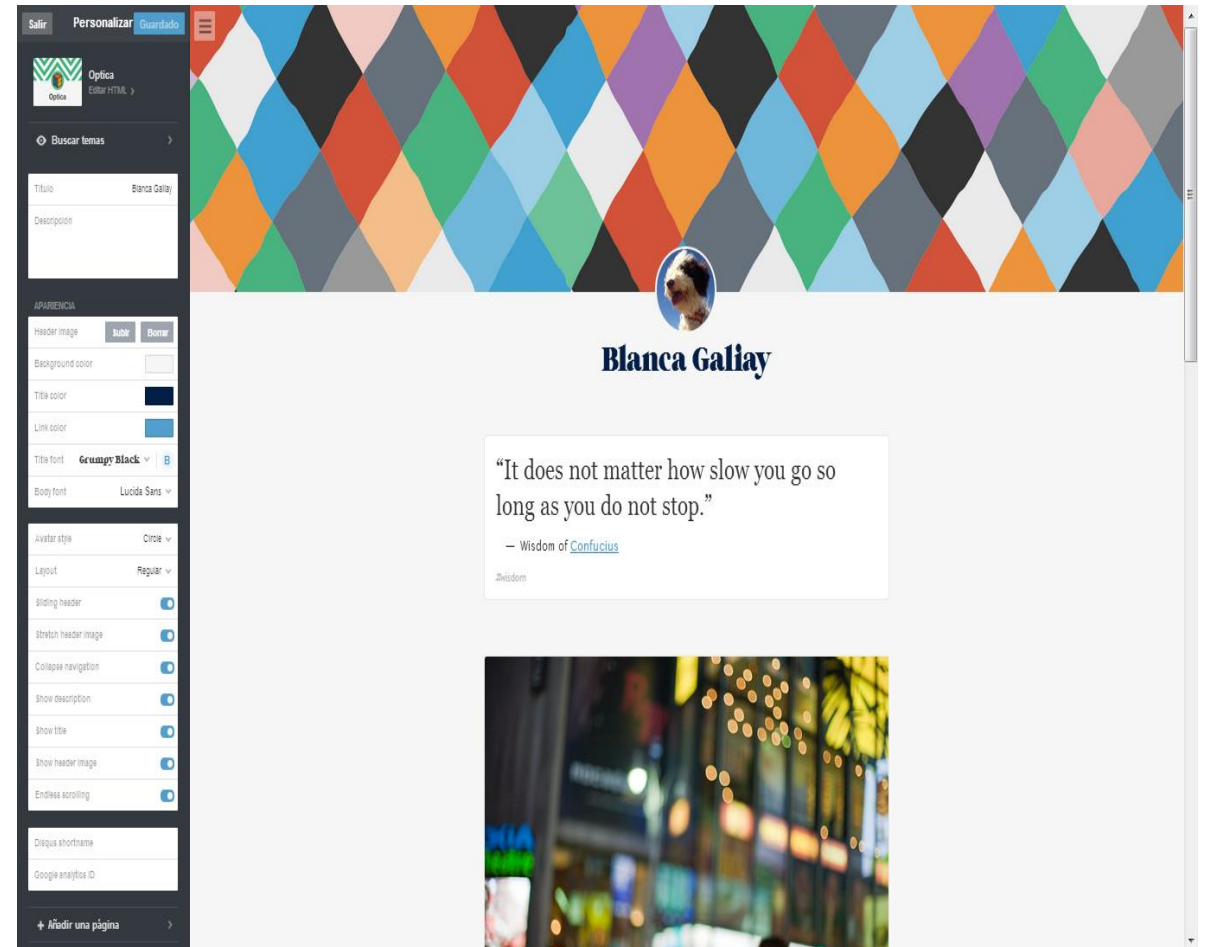 Salir Personalizar Guardado
Optica
Optica
Editar HTML >
Buscar temas >
Título Blanca Galiay
Descripción
APARIENCIA
Header image Subir Borrar
Background color
Title color
Link color
Title font Grumpy Black B
Body font Lucida Sans
Avatar style Circle
Layout Regular
Sliding header
Stretch header image
Collapse navigation
Show description
Show title
Show header image
Endless scrolling
Disqus shortname
Google analytics ID
+ Añadir una página >
Blanca Galiay
“It does not matter how slow you go so
long as you do not stop.”
— Wisdom of Confucius
#wisdom